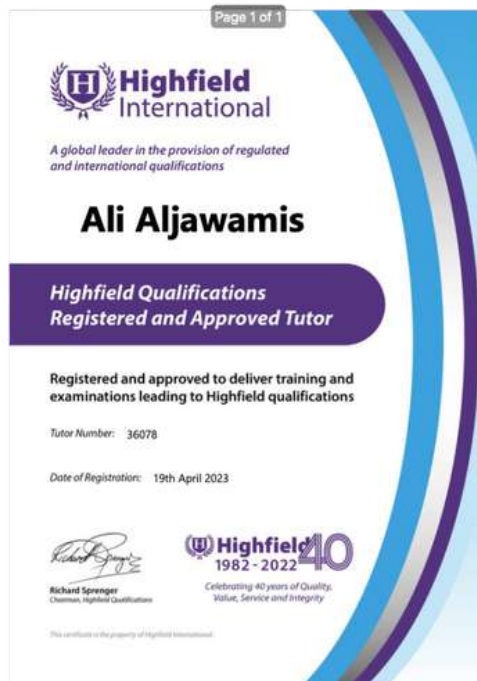 Page 1 of 1
H
Highfield
International
A global leader in the provision of regulated
and international qualifications
Ali Aljawamis
Highfield Qualifications
Registered and Approved Tutor
Registered and approved to deliver training and
examinations leading to Highfield qualifications
Tutor Number: 36078
Date of Registration: 19th April 2023
Richard Sprenger
H Highfield 40
1982 - 2022
Richard Sprenger
Chairman, Highfield Qualifications
Celebrating 40 years of Quality,
Value, Service and Integrity
This certificate is the property of Highfield International.